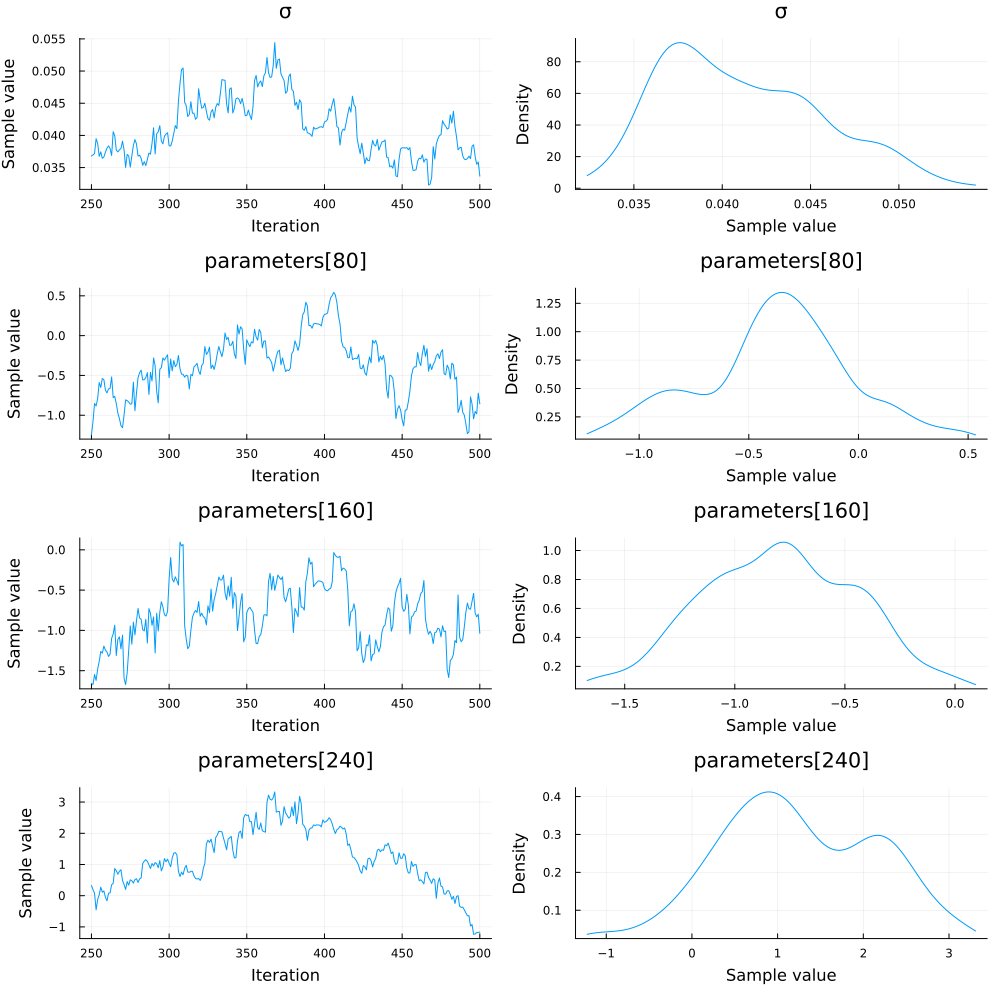 σ
Sample value
0.055
0.050
0.045
0.040
0.035
250 300 350 400 450 500
Iteration
σ
Density
80
60
40
20
0
0.035 0.040 0.045 0.050
Sample value
parameters[80]
Sample value
0.5
0.0
−0.5
−1.0
250 300 350 400 450 500
Iteration
parameters[80]
Density
1.25
1.00
0.75
0.50
0.25
−1.0 −0.5 0.0 0.5
Sample value
parameters[160]
Sample value
0.0
−0.5
−1.0
−1.5
250 300 350 400 450 500
Iteration
parameters[160]
Density
1.0
0.8
0.6
0.4
0.2
−1.5 −1.0 −0.5 0.0
Sample value
parameters[240]
Sample value
3
2
1
0
−1
250 300 350 400 450 500
Iteration
parameters[240]
Density
0.4
0.3
0.2
0.1
−1 0 1 2 3
Sample value